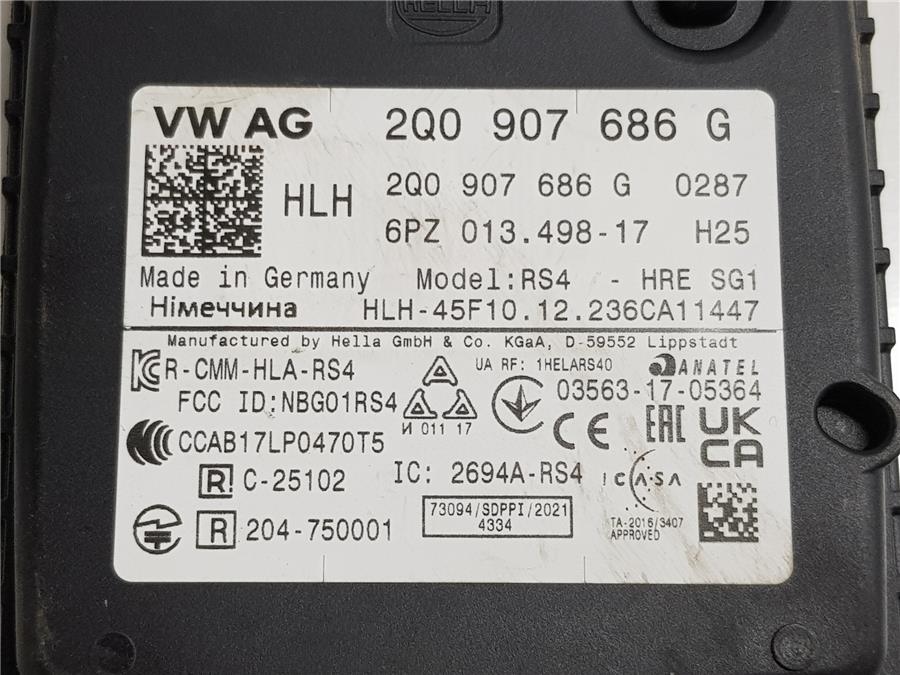 HELLA
VW AG 2Q0 907 686 G
HLH 2Q0 907 686 G 0287
6PZ 013.498-17 H25
Made in Germany Model:RS4 - HRE SG1
Німеччина HLH-45F10.12.236CA11447
Manufactured by Hella GmbH & Co. KGaA, D-59552 Lippstadt
R-CMM-HLA-RS4 UA RF: 1HELARS40 ANATEL
FCC ID:NBG01RS4 03563-17-05364
И 011 17
CCAB17LP0470T5 CE EAC UK
CA
R! C-25102 IC: 2694A-RS4 ICASA
R 204-750001 73094/SDPPI/2021
4334
TA-2016/3407
APPROVED